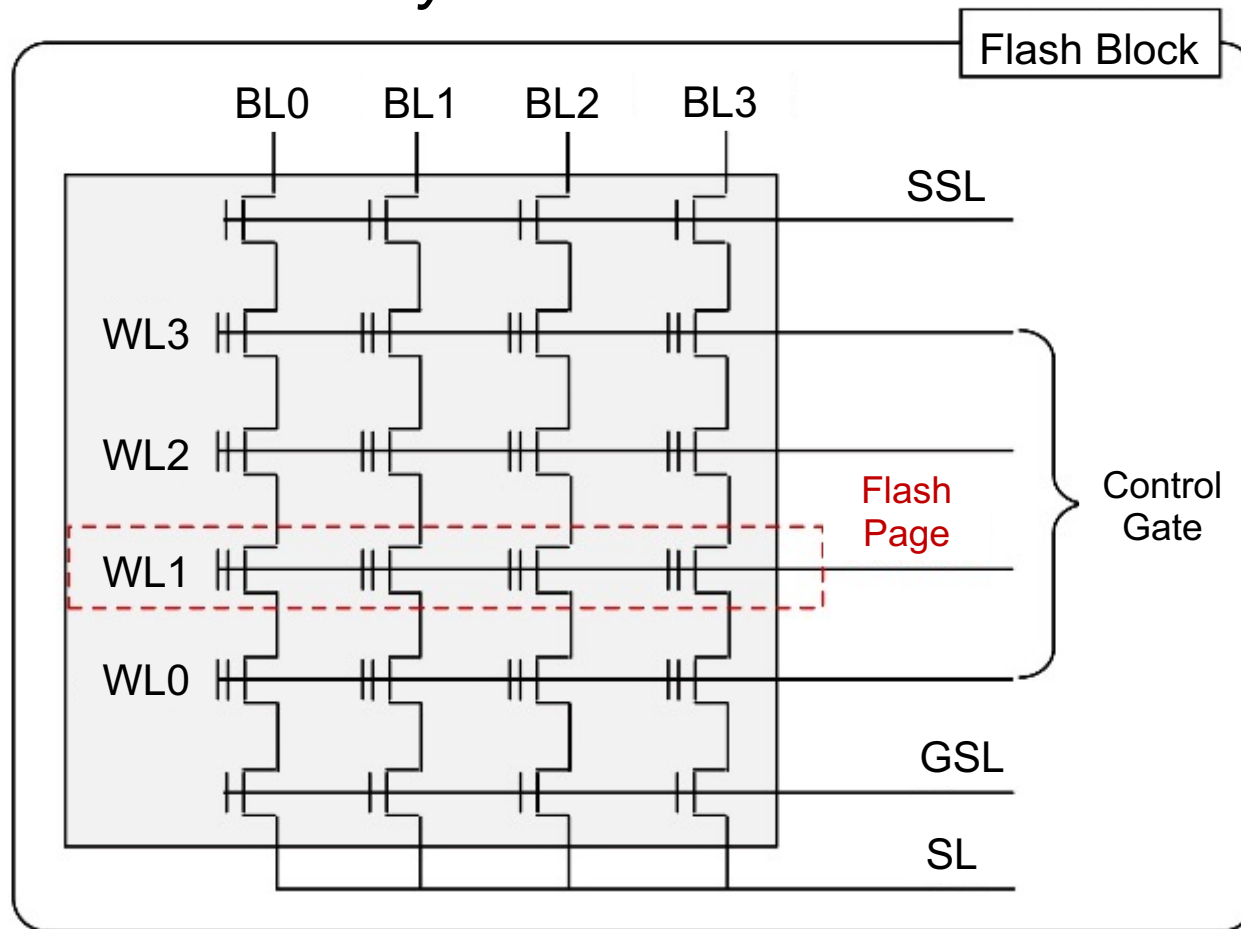 Flash Block
BL0 BL1 BL2 BL3
SSL
WL3
WL2
Flash
Page
Control
Gate
WL1
WL0
GSL
SL